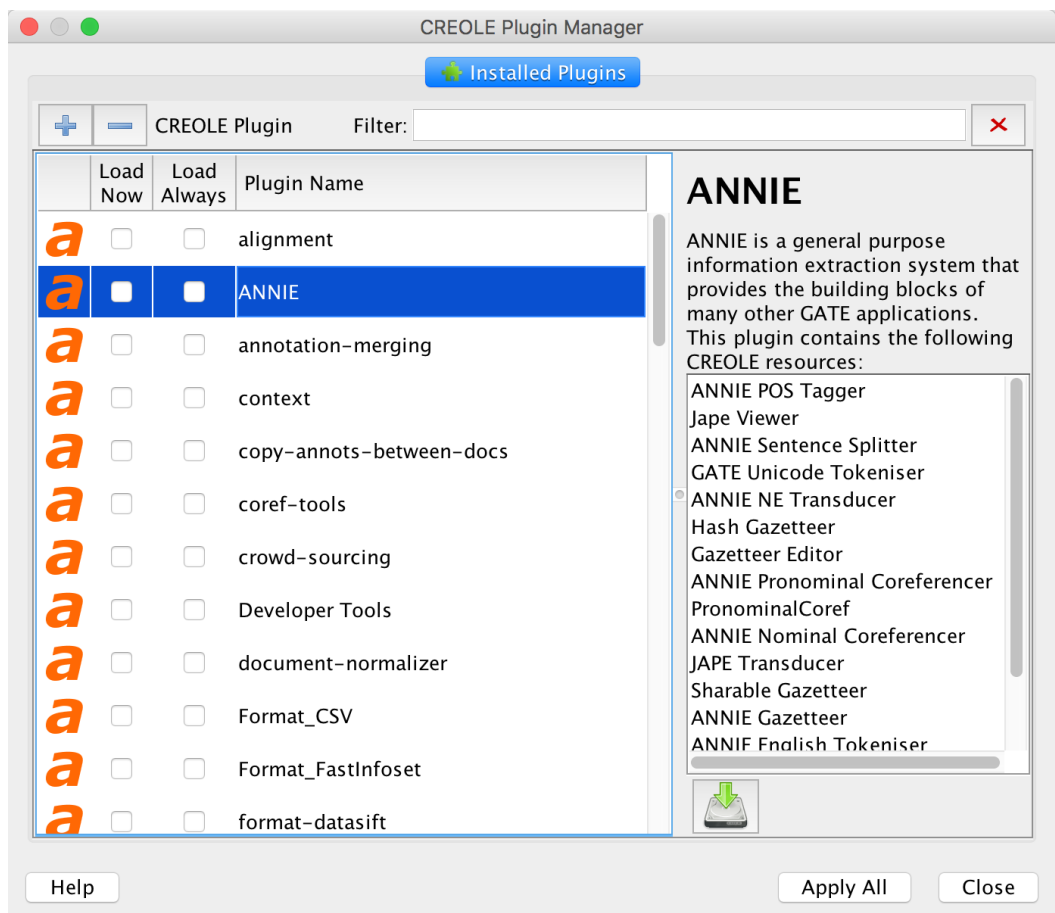 CREOLE Plugin Manager
Installed Plugins
CREOLE Plugin Filter:
Load Now Load Always Plugin Name
a alignment
a ANNIE
a annotation-merging
a context
a copy-annots-between-docs
a coref-tools
a crowd-sourcing
a Developer Tools
a document-normalizer
a Format_CSV
a Format_FastInfoset
a format-datasift
ANNIE
ANNIE is a general purpose
information extraction system that
provides the building blocks of
many other GATE applications.
This plugin contains the following
CREOLE resources:
ANNIE POS Tagger
Jape Viewer
ANNIE Sentence Splitter
GATE Unicode Tokeniser
ANNIE NE Transducer
Hash Gazetteer
Gazetteer Editor
ANNIE Pronominal Coreferencer
PronominalCoref
ANNIE Nominal Coreferencer
JAPE Transducer
Sharable Gazetteer
ANNIE Gazetteer
ANNIE English Tokeniser
Help Apply All Close